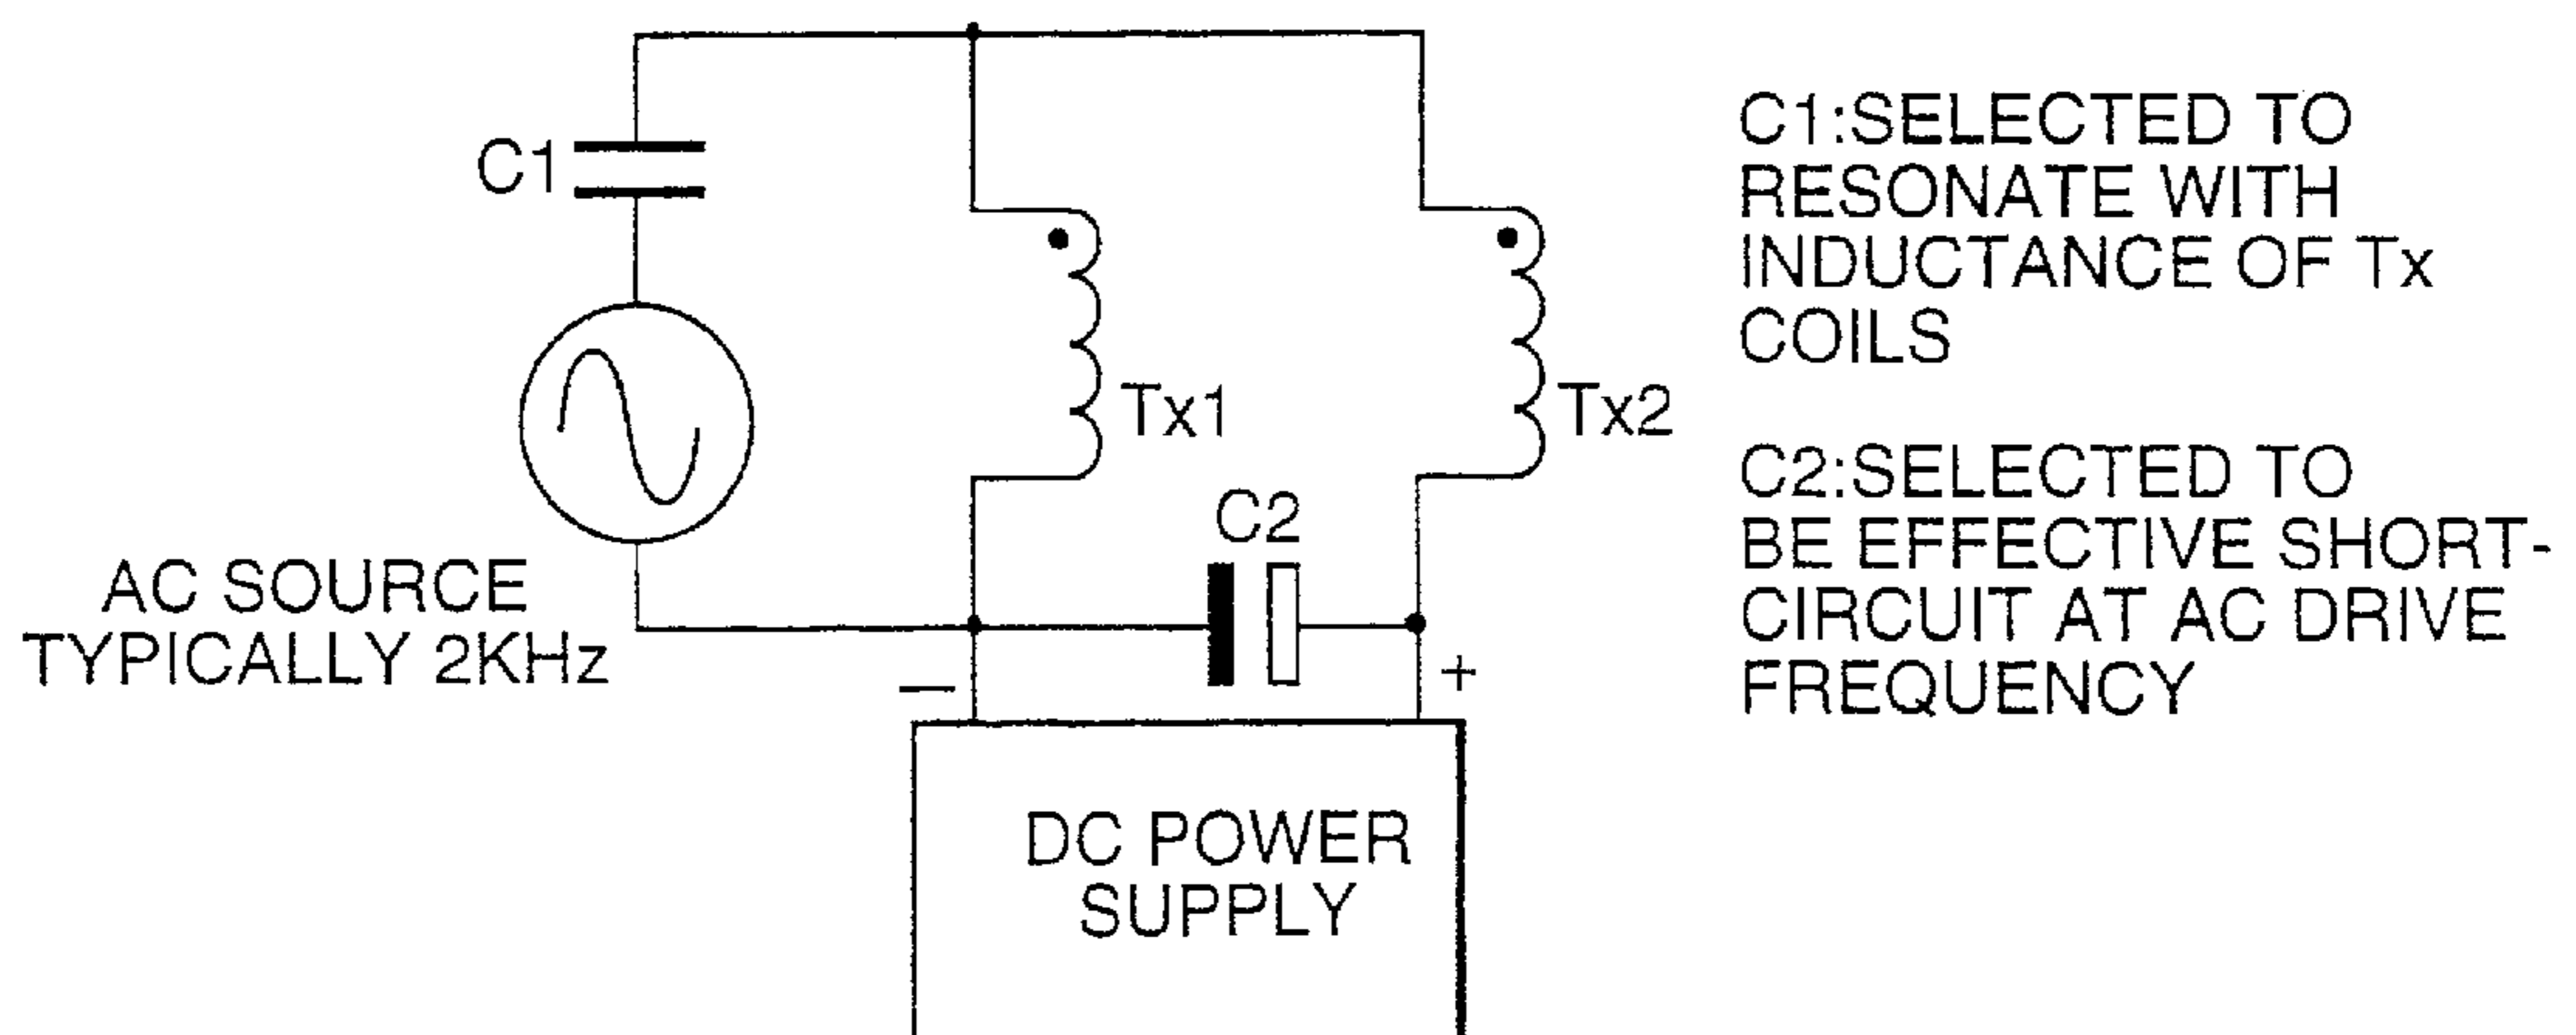 C1
AC SOURCE
TYPICALLY 2KHz
Tx1
Tx2
C2
—
+
DC POWER
SUPPLY
C1:SELECTED TO
RESONATE WITH
INDUCTANCE OF Tx
COILS
C2:SELECTED TO
BE EFFECTIVE SHORT-
CIRCUIT AT AC DRIVE
FREQUENCY